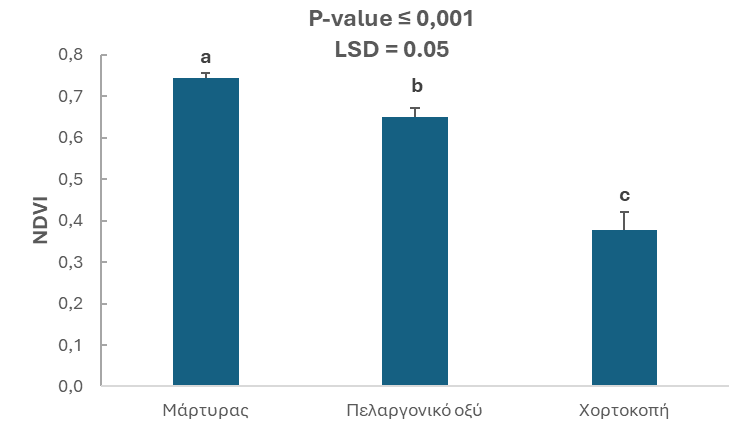 P-value ≤ 0,001
LSD = 0.05
0,8
0,7
0,6
0,5
0,4
0,3
0,2
0,1
0,0
NDVI
a
b
c
Μάρτυρας
Πελαργονικό οξύ
Χορτοκοπή